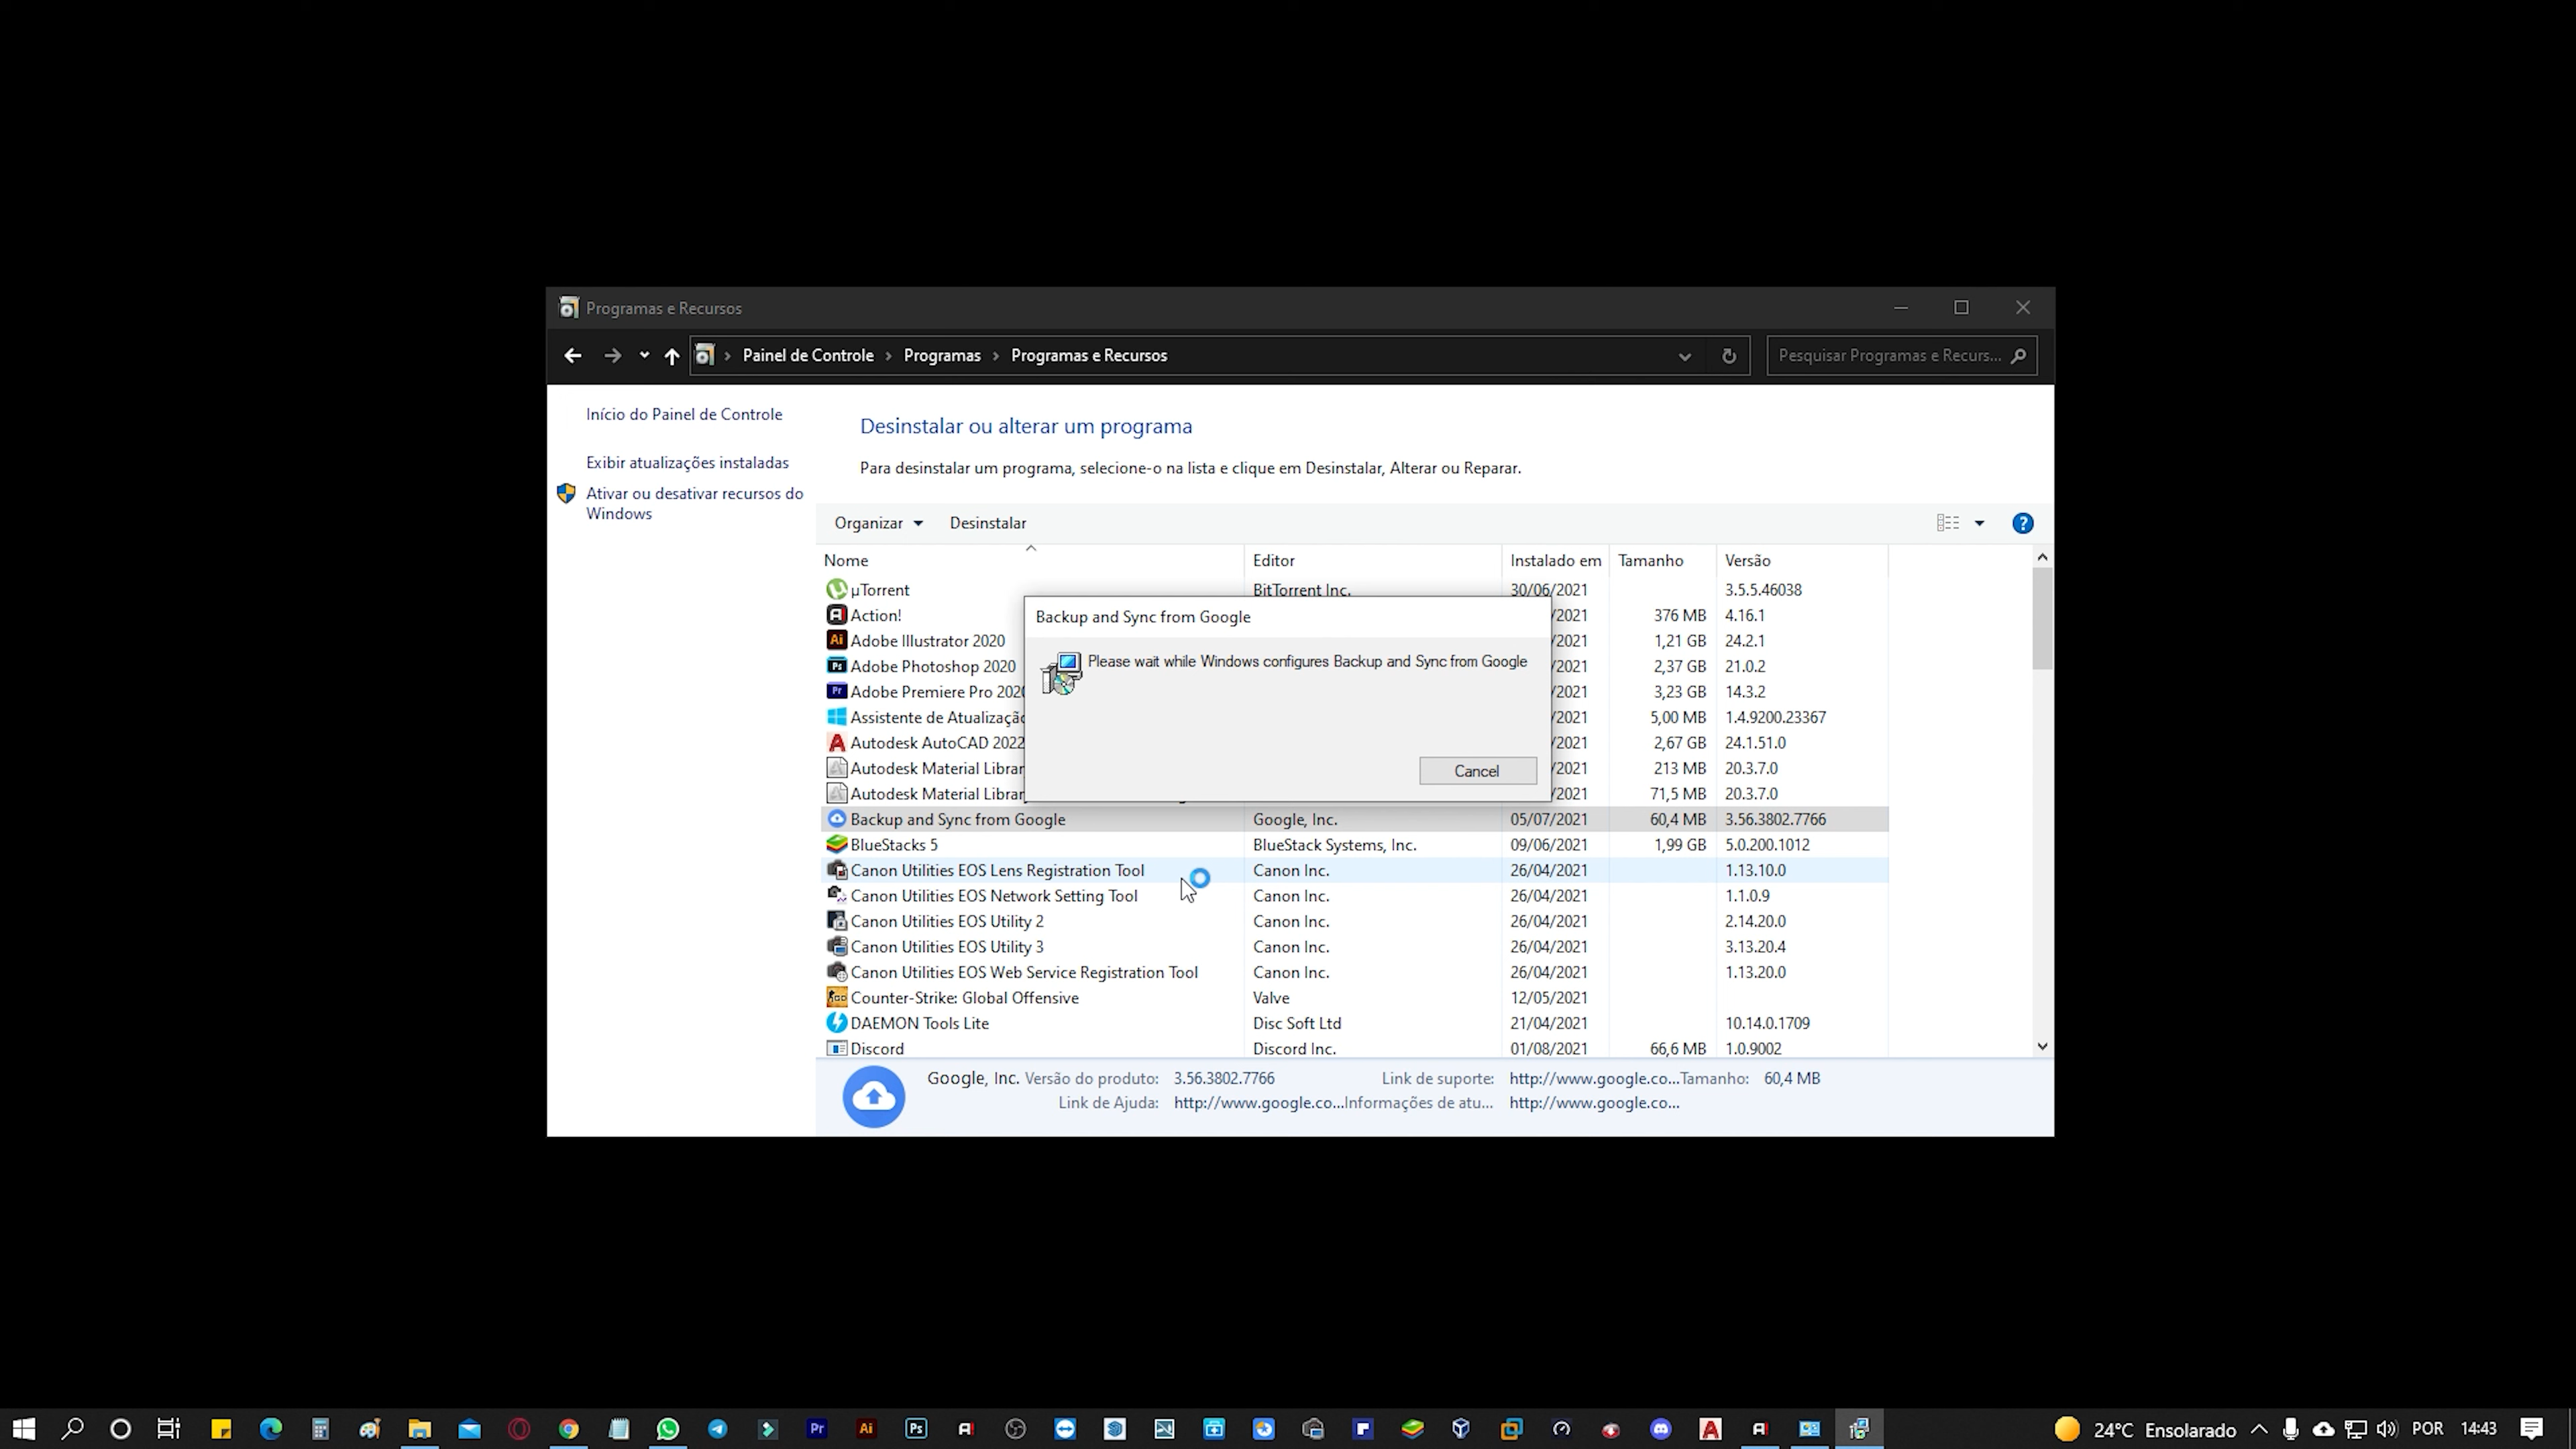 Programas e Recursos
Painel de Controle Programas Programas e Recursos
Pesquisar Programas e Recurs...
Início do Painel de Controle
Exibir atualizações instaladas
Ativar ou desativar recursos do
Windows
Desinstalar ou alterar um programa
Para desinstalar um programa, selecione-o na lista e clique em Desinstalar, Alterar ou Reparar.
Organizar Desinstalar
Nome Editor Instalado em Tamanho Versão
µTorrent BitTorrent Inc. 30/06/2021 3.5.5.46038
Action! /2021 376 MB 4.16.1
Adobe Illustrator 2020 /2021 1,21 GB 24.2.1
Adobe Photoshop 2020 /2021 2,37 GB 21.0.2
Adobe Premiere Pro 2020 /2021 3,23 GB 14.3.2
Assistente de Atualização /2021 5,00 MB 1.4.9200.23367
Autodesk AutoCAD 2022 /2021 2,67 GB 24.1.51.0
Autodesk Material Librar /2021 213 MB 20.3.7.0
Autodesk Material Librar /2021 71,5 MB 20.3.7.0
Backup and Sync from Google
Please wait while Windows configures Backup and Sync from Google
Cancel
Backup and Sync from Google Google, Inc. 05/07/2021 60,4 MB 3.56.3802.7766
BlueStacks 5 BlueStack Systems, Inc. 09/06/2021 1,99 GB 5.0.200.1012
Canon Utilities EOS Lens Registration Tool Canon Inc. 26/04/2021 1.13.10.0
Canon Utilities EOS Network Setting Tool Canon Inc. 26/04/2021 1.1.0.9
Canon Utilities EOS Utility 2 Canon Inc. 26/04/2021 2.14.20.0
Canon Utilities EOS Utility 3 Canon Inc. 26/04/2021 3.13.20.4
Canon Utilities EOS Web Service Registration Tool Canon Inc. 26/04/2021 1.13.20.0
Counter-Strike: Global Offensive Valve 12/05/2021
DAEMON Tools Lite Disc Soft Ltd 21/04/2021 10.14.0.1709
Discord Discord Inc. 01/08/2021 66,6 MB 1.0.9002
Google, Inc. Versão do produto: 3.56.3802.7766 Link de suporte: http://www.google.co... Tamanho: 60,4 MB
Link de Ajuda: http://www.google.co... Informações de atu... http://www.google.co...
24°C Ensolarado POR 14:43